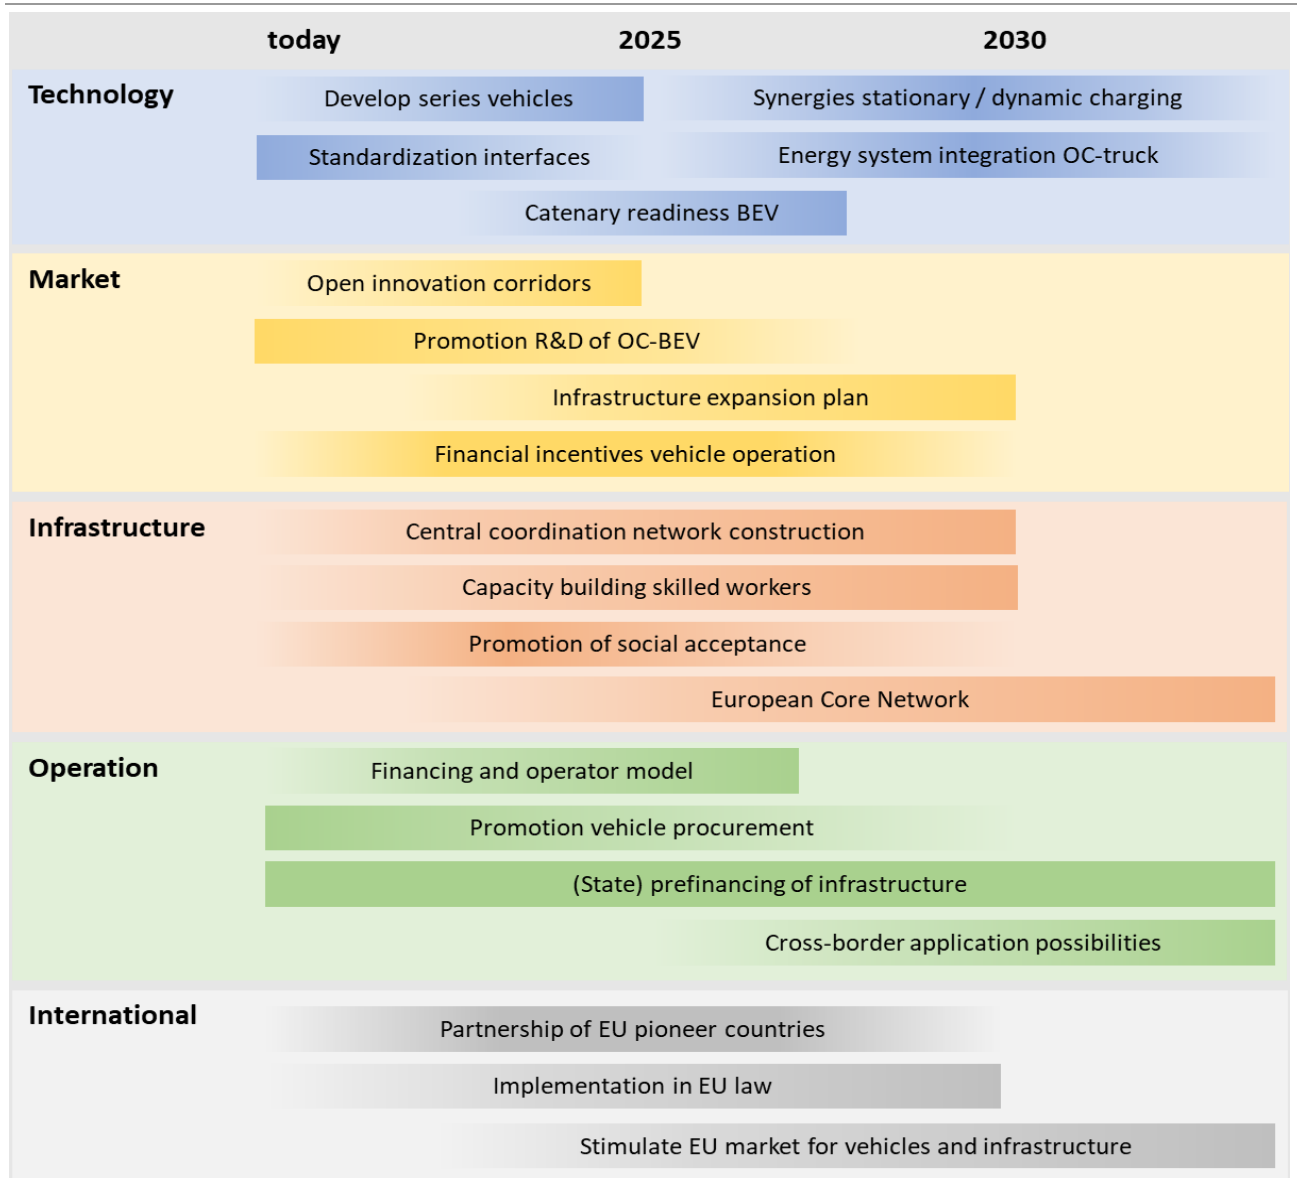 today 2025 2030
Technology
Develop series vehicles
Synergies stationary / dynamic charging
Standardization interfaces
Energy system integration OC-truck
Catenary readiness BEV
Market
Open innovation corridors
Promotion R&D of OC-BEV
Infrastructure expansion plan
Financial incentives vehicle operation
Infrastructure
Central coordination network construction
Capacity building skilled workers
Promotion of social acceptance
European Core Network
Operation
Financing and operator model
Promotion vehicle procurement
(State) prefinancing of infrastructure
Cross-border application possibilities
International
Partnership of EU pioneer countries
Implementation in EU law
Stimulate EU market for vehicles and infrastructure